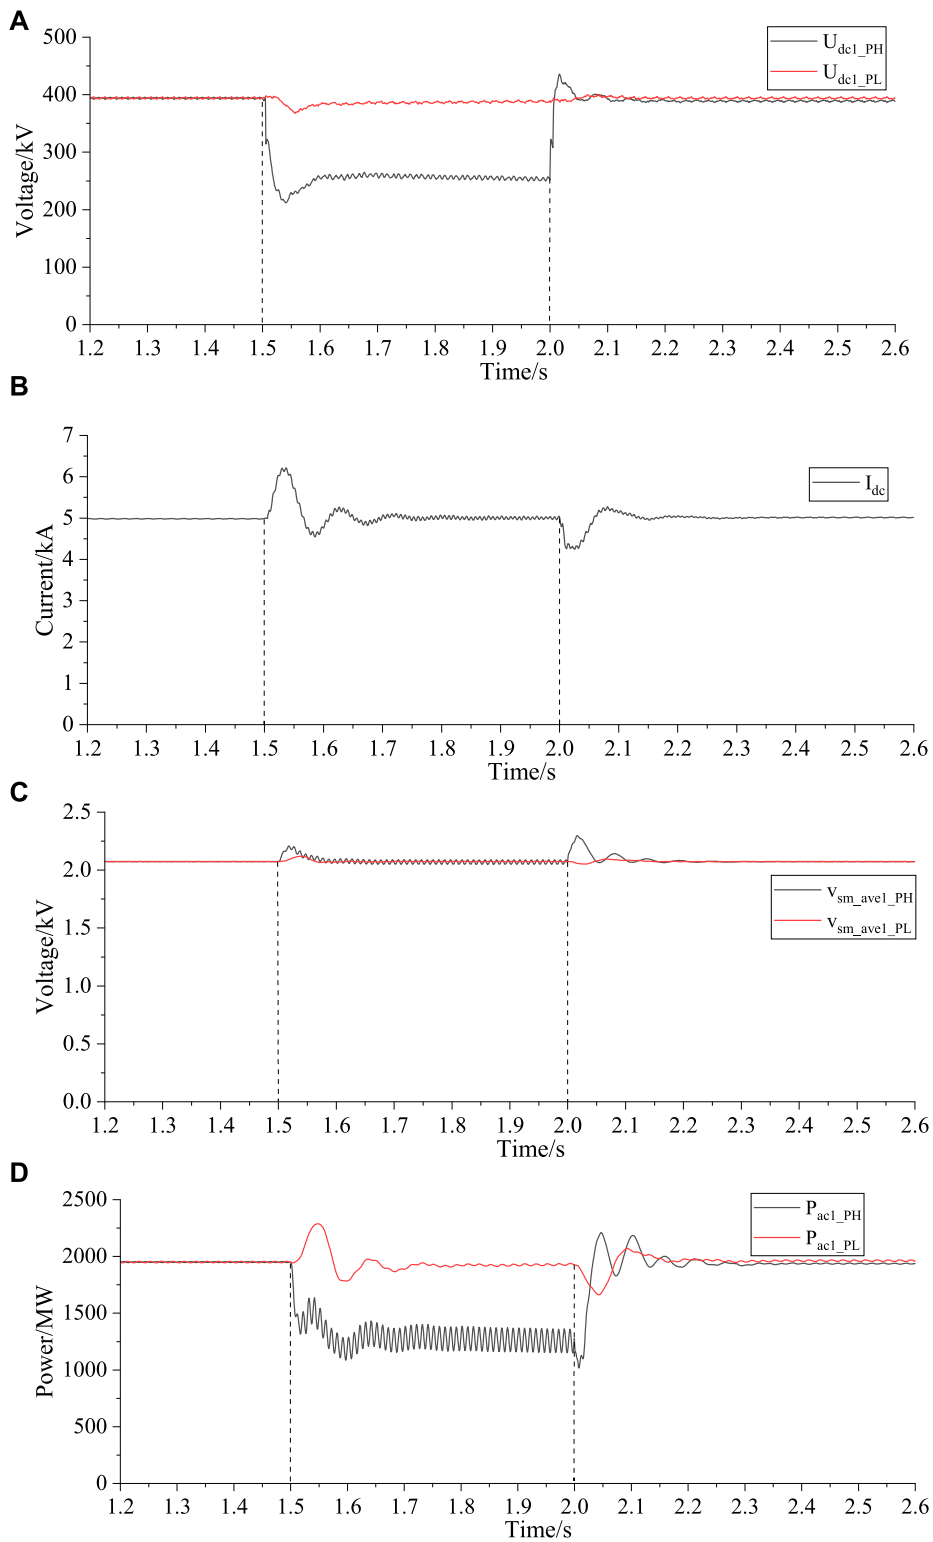 A
500
400
300
200
100
0
Voltage/kV
U dc1_PH
U dc1_PL
1.2 1.3 1.4 1.5 1.6 1.7 1.8 1.9 2.0 2.1 2.2 2.3 2.4 2.5 2.6
Time/s
B
7
6
5
4
3
2
1
0
Current/kA
I dc
1.2 1.3 1.4 1.5 1.6 1.7 1.8 1.9 2.0 2.1 2.2 2.3 2.4 2.5 2.6
Time/s
C
2.5
2.0
1.5
1.0
0.5
0.0
Voltage/kV
v sm_ave1_PH
v sm_ave1_PL
1.2 1.3 1.4 1.5 1.6 1.7 1.8 1.9 2.0 2.1 2.2 2.3 2.4 2.5 2.6
Time/s
D
2500
2000
1500
1000
500
0
Power/MW
P ac1_PH
P ac1_PL
1.2 1.3 1.4 1.5 1.6 1.7 1.8 1.9 2.0 2.1 2.2 2.3 2.4 2.5 2.6
Time/s